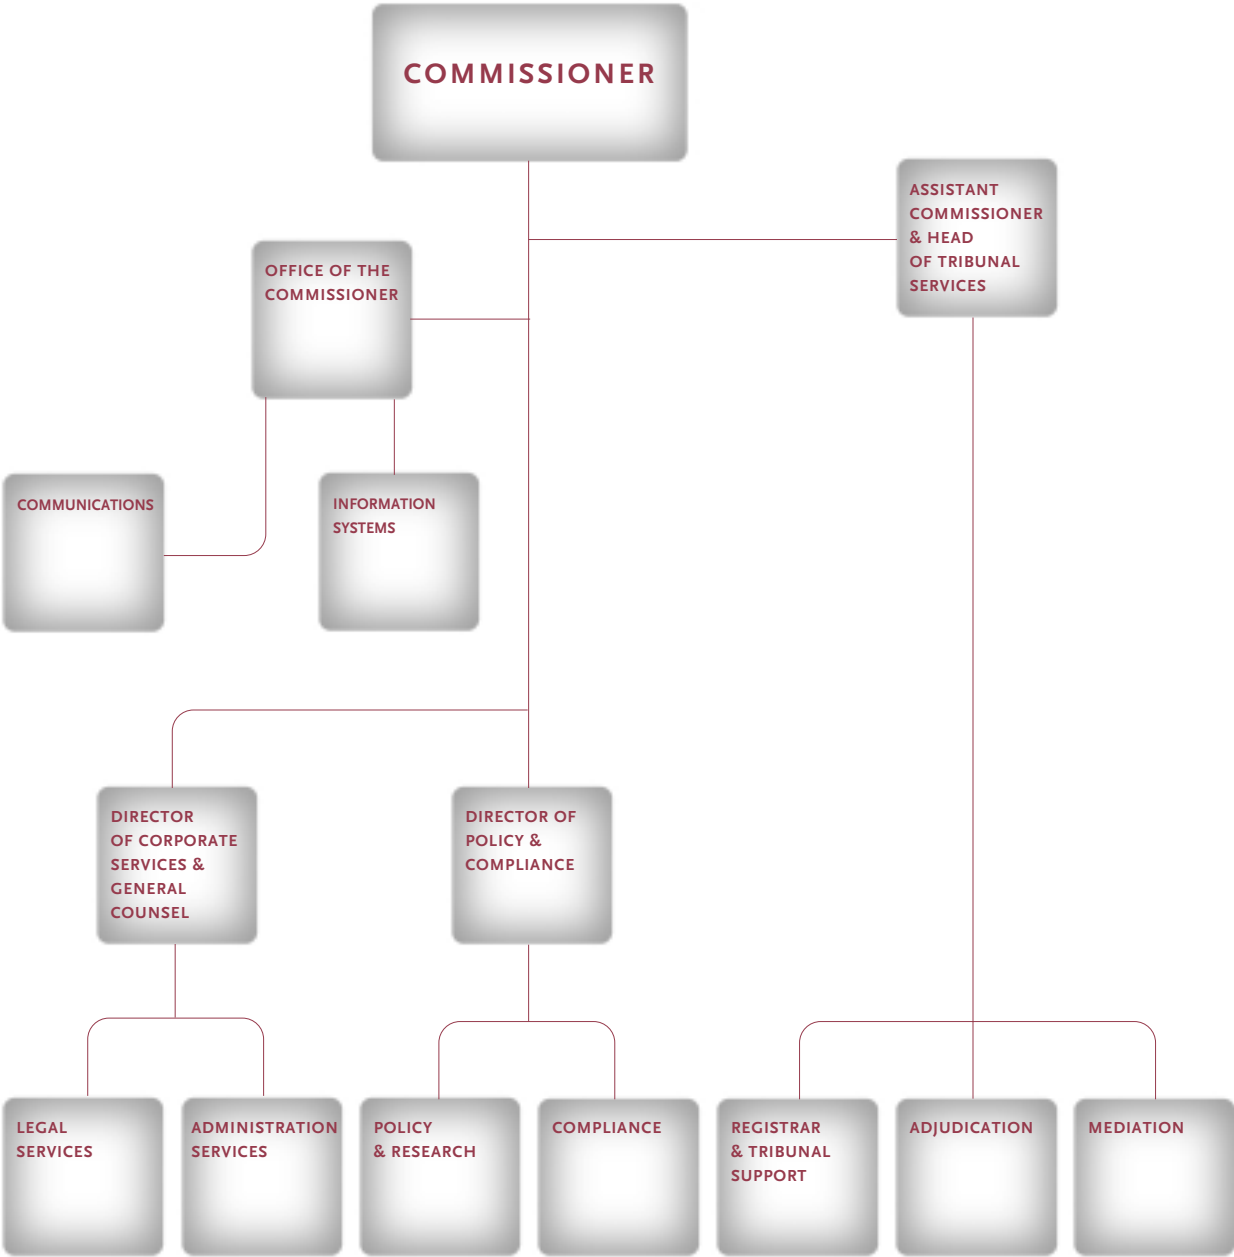 COMMISSIONER
ASSISTANT
COMMISSIONER
& HEAD
OF TRIBUNAL
SERVICES
OFFICE OF THE
COMMISSIONER
COMMUNICATIONS
INFORMATION
SYSTEMS
DIRECTOR
OF CORPORATE
SERVICES &
GENERAL
COUNSEL
DIRECTOR OF
POLICY &
COMPLIANCE
LEGAL
SERVICES
ADMINISTRATION
SERVICES
POLICY
& RESEARCH
COMPLIANCE
REGISTRAR
& TRIBUNAL
SUPPORT
ADJUDICATION
MEDIATION